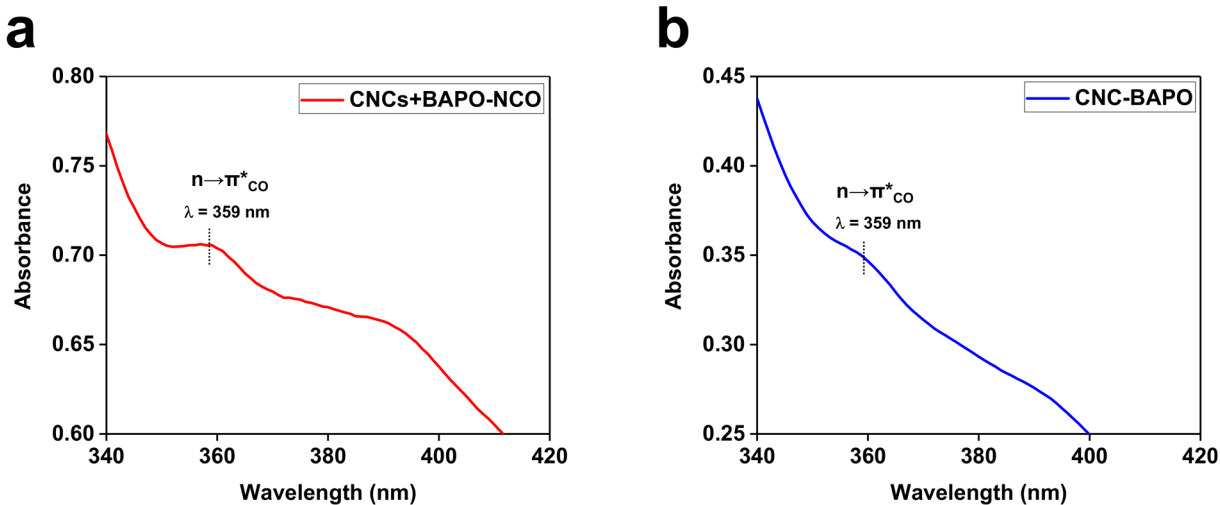 a
CNCs+BAPO-NCO
n→π*CO
λ = 359 nm
Absorbance
0.80
0.75
0.70
0.65
0.60
340
360
380
400
420
Wavelength (nm)
b
CNC-BAPO
n→π*CO
λ = 359 nm
Absorbance
0.45
0.40
0.35
0.30
0.25
340
360
380
400
420
Wavelength (nm)